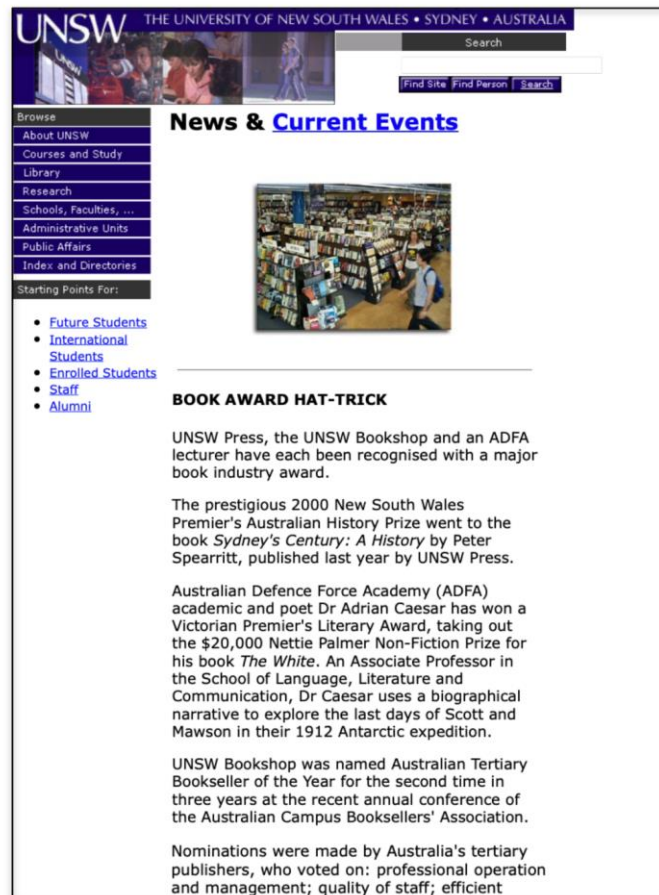 UNSW THE UNIVERSITY OF NEW SOUTH WALES • SYDNEY • AUSTRALIA
UNSW
Search
Find Site Find Person Search
Browse
About UNSW
Courses and Study
Library
Research
Schools, Faculties, ...
Administrative Units
Public Affairs
Index and Directories
Starting Points For:
• Future Students
• International
Students
• Enrolled Students
• Staff
• Alumni
News & Current Events
BOOK AWARD HAT-TRICK
UNSW Press, the UNSW Bookshop and an ADFA
lecturer have each been recognised with a major
book industry award.
The prestigious 2000 New South Wales
Premier's Australian History Prize went to the
book Sydney's Century: A History by Peter
Spearritt, published last year by UNSW Press.
Australian Defence Force Academy (ADFA)
academic and poet Dr Adrian Caesar has won a
Victorian Premier's Literary Award, taking out
the $20,000 Nettie Palmer Non-Fiction Prize for
his book The White. An Associate Professor in
the School of Language, Literature and
Communication, Dr Caesar uses a biographical
narrative to explore the last days of Scott and
Mawson in their 1912 Antarctic expedition.
UNSW Bookshop was named Australian Tertiary
Bookseller of the Year for the second time in
three years at the recent annual conference of
the Australian Campus Booksellers' Association.
Nominations were made by Australia's tertiary
publishers, who voted on: professional operation
and management; quality of staff; efficient